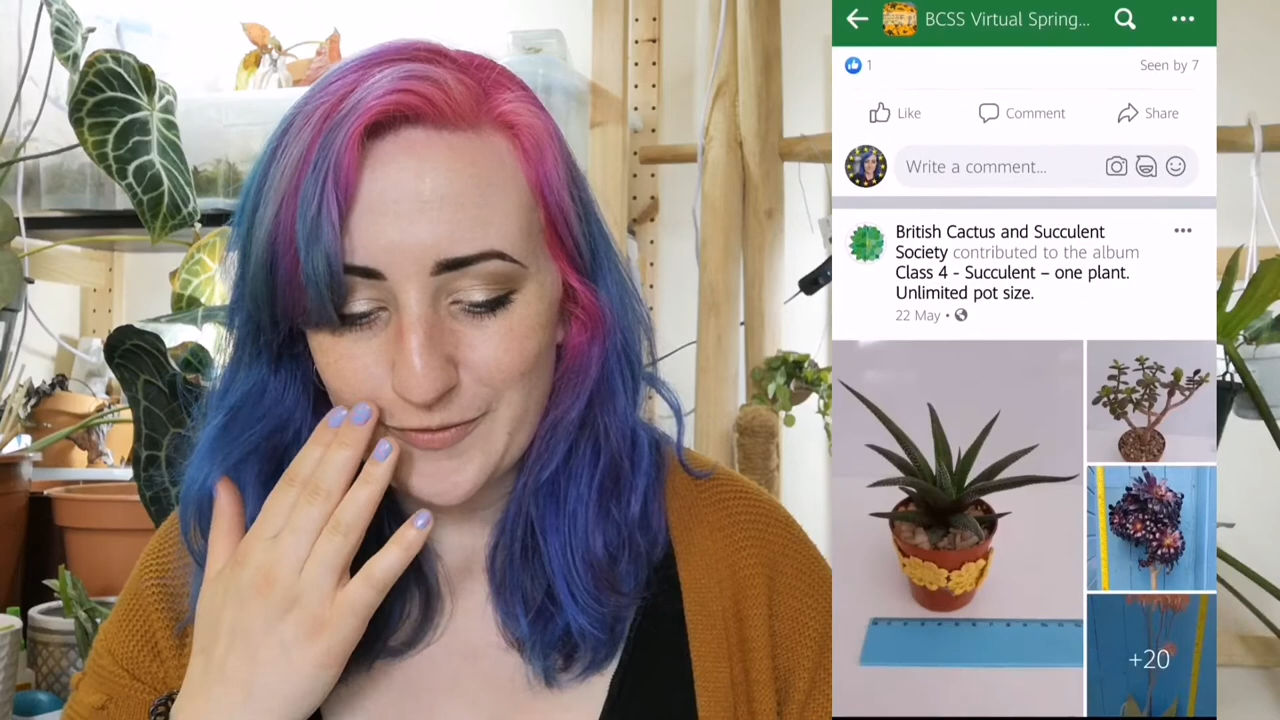 BCSS Virtual Spring...
1
Seen by 7
Like
Comment
Share
Write a comment...
British Cactus and Succulent
Society contributed to the album
Class 4 - Succulent – one plant.
Unlimited pot size.
22 May
+20